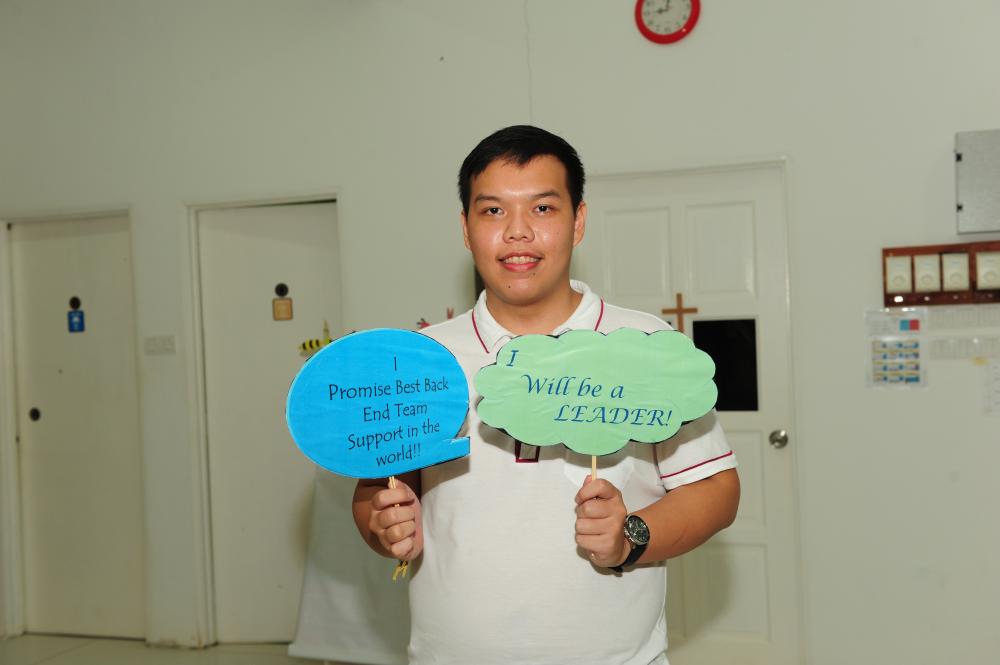 I
Promise Best Back
End Team
Support in the
world!!
I
Will be a
LEADER!